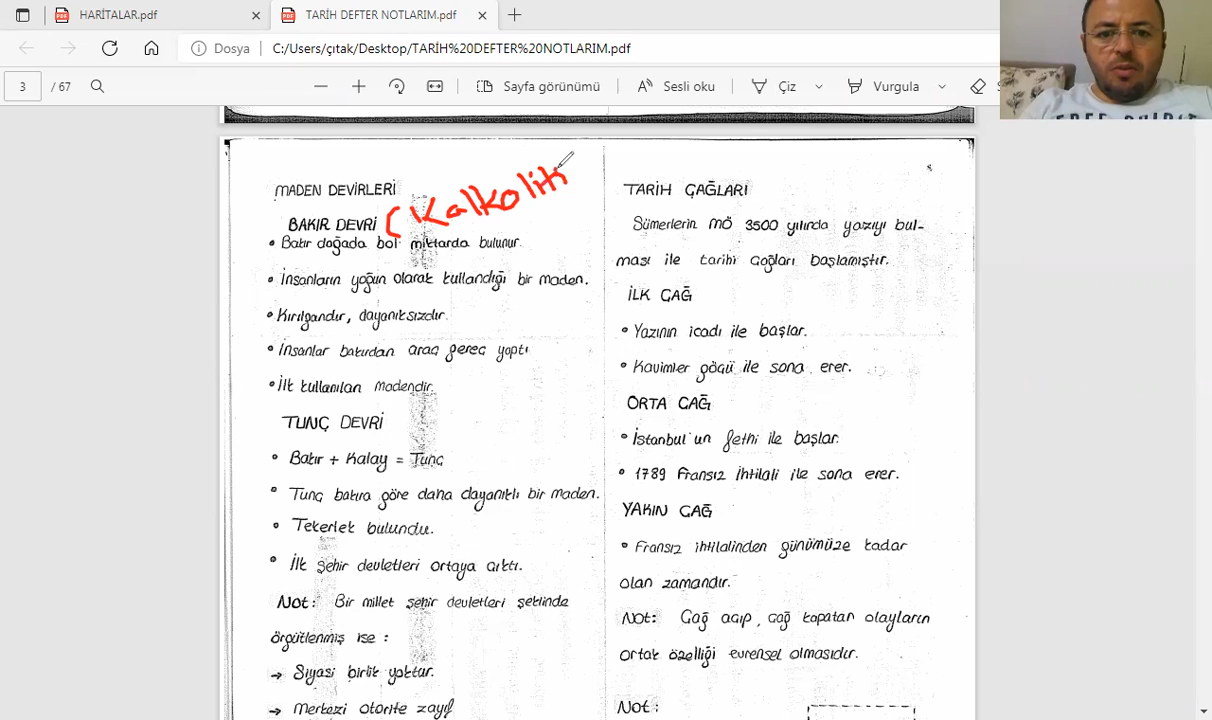 HARİTALAR.pdf
TARİH DEFTER NOTLARIM.pdf
Dosya
C:/Users/çıtak/Desktop/TARİH%20DEFTER%20NOTLARIM.pdf
3 / 67
Sayfa görünümü
Sesli oku
Çiz
Vurgula
MADEN DEVİRLERİ
BAKIR DEVRİ (Kalkolitik
• Bakır doğada bol miktarda bulunur.
• İnsanların yoğun olarak kullandığı bir maden.
• Kırılgandır, dayanıksızdır.
• İnsanlar bakırdan araç gereç yaptı
• İlk kullanılan madendir.
TUNÇ DEVRİ
• Bakır + Kalay = Tunç
• Tunç bakıra göre daha dayanıklı bir maden.
• Tekerlek bulundu.
• İlk şehir devletleri ortaya çıktı.
Not: Bir millet şehir devletleri şeklinde
örgütlenmiş ise :
→ Siyasi birlik yoktur.
→ Merkezi otorite zayıf
TARİH ÇAĞLARI
Sümerlerin MÖ 3500 yılında yazıyı bul-
ması ile tarihi çağları başlamıştır.
İLK ÇAĞ
• Yazının icadı ile başlar.
• Kavimler göçü ile sona erer.
ORTA ÇAĞ
• İstanbul'un fethi ile başlar.
• 1789 Fransız İhtilali ile sona erer.
YAKIN ÇAĞ
• Fransız ihtilalinden günümüze kadar
olan zamandır.
Not: Çağ açıp, çağ kapatan olayların
ortak özelliği evrensel olmasıdır.
Not: